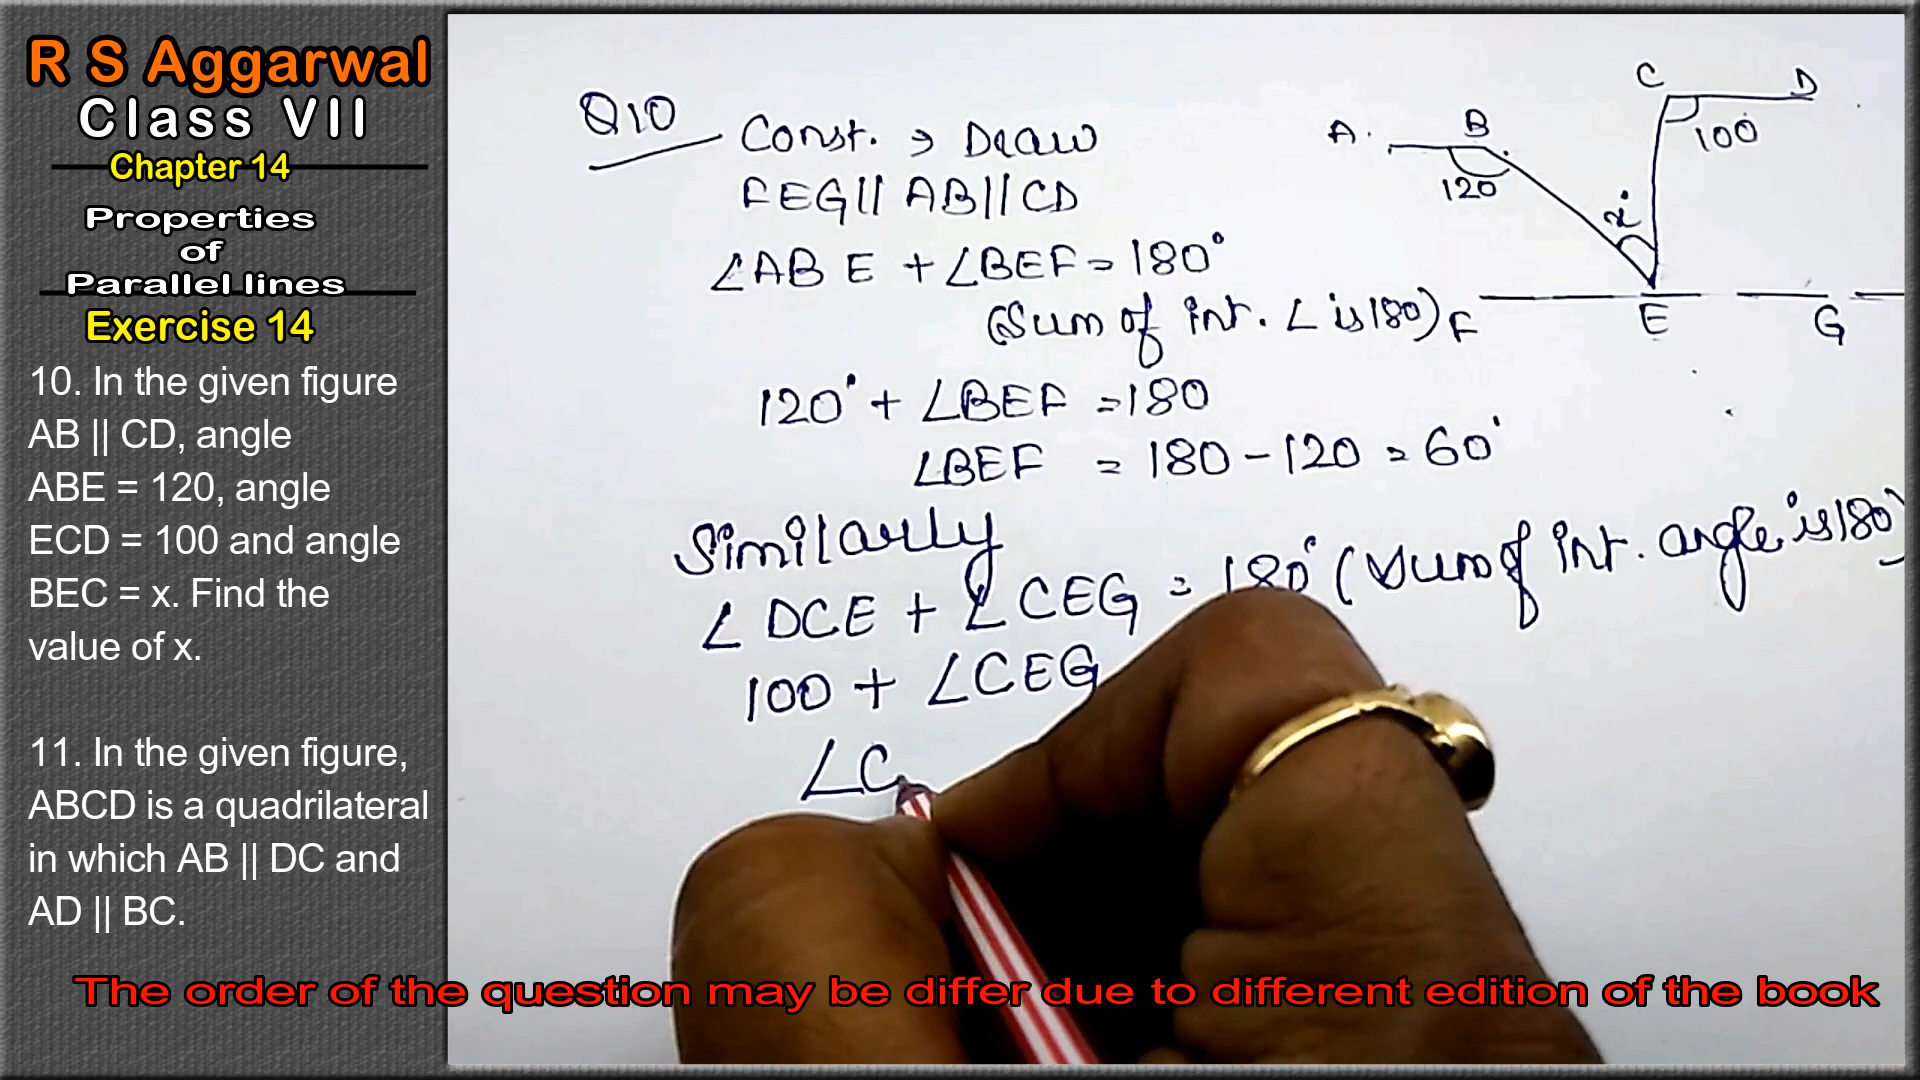 R S Aggarwal
Class VII
Chapter 14
Properties
of
Parallel lines
Exercise 14
10. In the given figure
AB || CD, angle
ABE = 120, angle
ECD = 100 and angle
BEC = x. Find the
value of x.
11. In the given figure,
ABCD is a quadrilateral
in which AB || DC and
AD || BC.
Q10
Const. → Draw
FEG || AB || CD
∠ABE + ∠BEF = 180°
(Sum of int. ∠ is 180)
120° + ∠BEF = 180
∠BEF = 180 - 120 = 60°
Similarly
∠DCE + ∠CEG = 180° (Sum of int. angle is 180)
100 + ∠CEG
∠C
A
B
120
C
D
100
x°
F
E
G
The order of the question may be differ due to different edition of the book